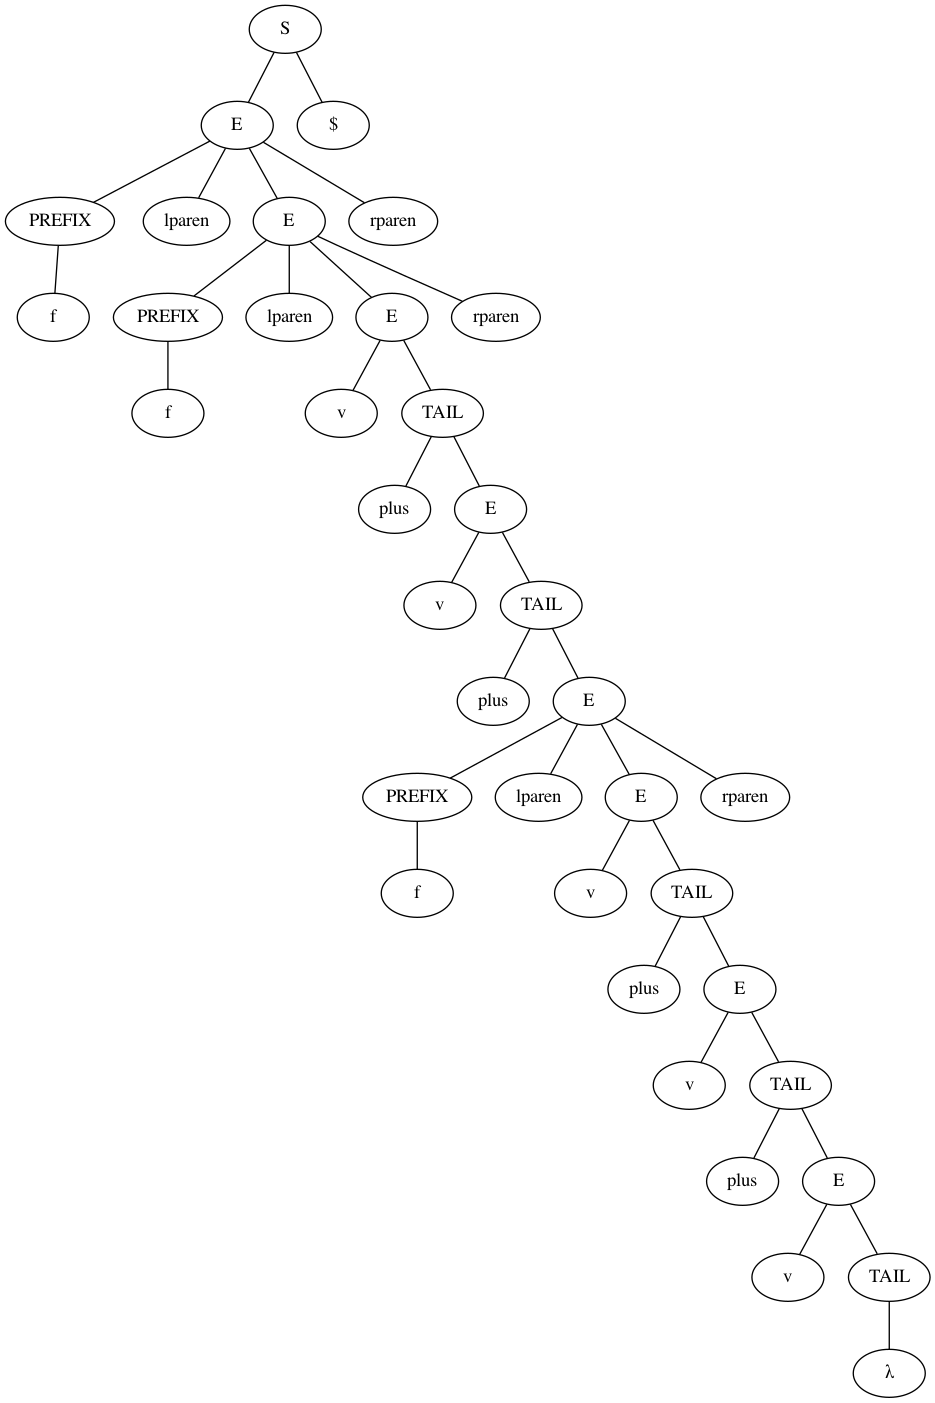 S
E $
PREFIX lparen E rparen
f PREFIX lparen E rparen
f v TAIL
plus E
v TAIL
plus E
PREFIX lparen E rparen
f v TAIL
plus E
v TAIL
plus E
v TAIL
λ